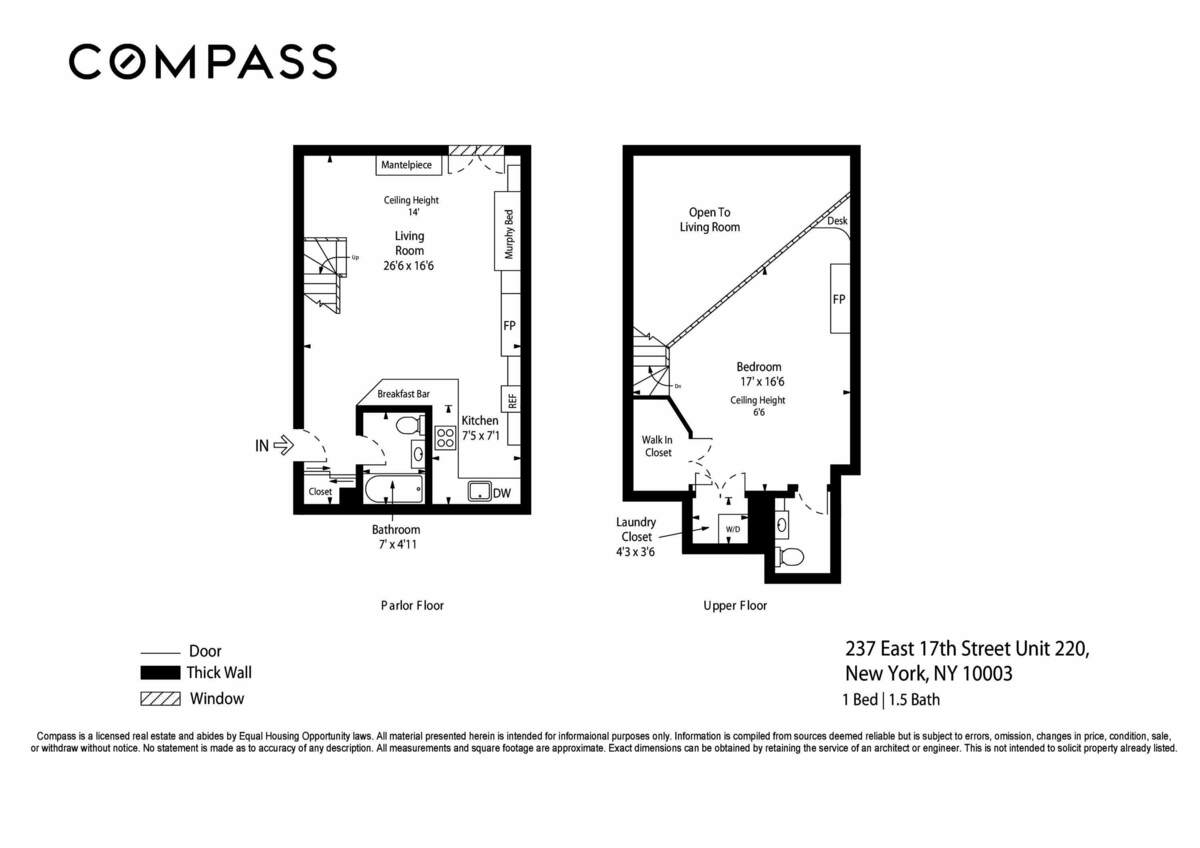 COMPASS
Mantelpiece
Ceiling Height
14'
Living
Room
26'6 x 16'6
Murphy Bed
Up
FP
Breakfast Bar
REF
Kitchen
7'5 x 7'1
IN
Closet
DW
Bathroom
7' x 4'11
Parlor Floor
Open To
Living Room
Desk
FP
Bedroom
17' x 16'6
Ceiling Height
6'6
Dn
Walk In
Closet
Laundry
Closet
4'3 x 3'6
W/D
Upper Floor
Door
Thick Wall
Window
237 East 17th Street Unit 220,
New York, NY 10003
1 Bed | 1.5 Bath
Compass is a licensed real estate and abides by Equal Housing Opportunity laws. All material presented herein is intended for informaional purposes only. Information is compiled from sources deemed reliable but is subject to errors, omission, changes in price, condition, sale,
or withdraw without notice. No statement is made as to accuracy of any description. All measurements and square footage are approximate. Exact dimensions can be obtained by retaining the service of an architect or engineer. This is not intended to solicit property already listed.